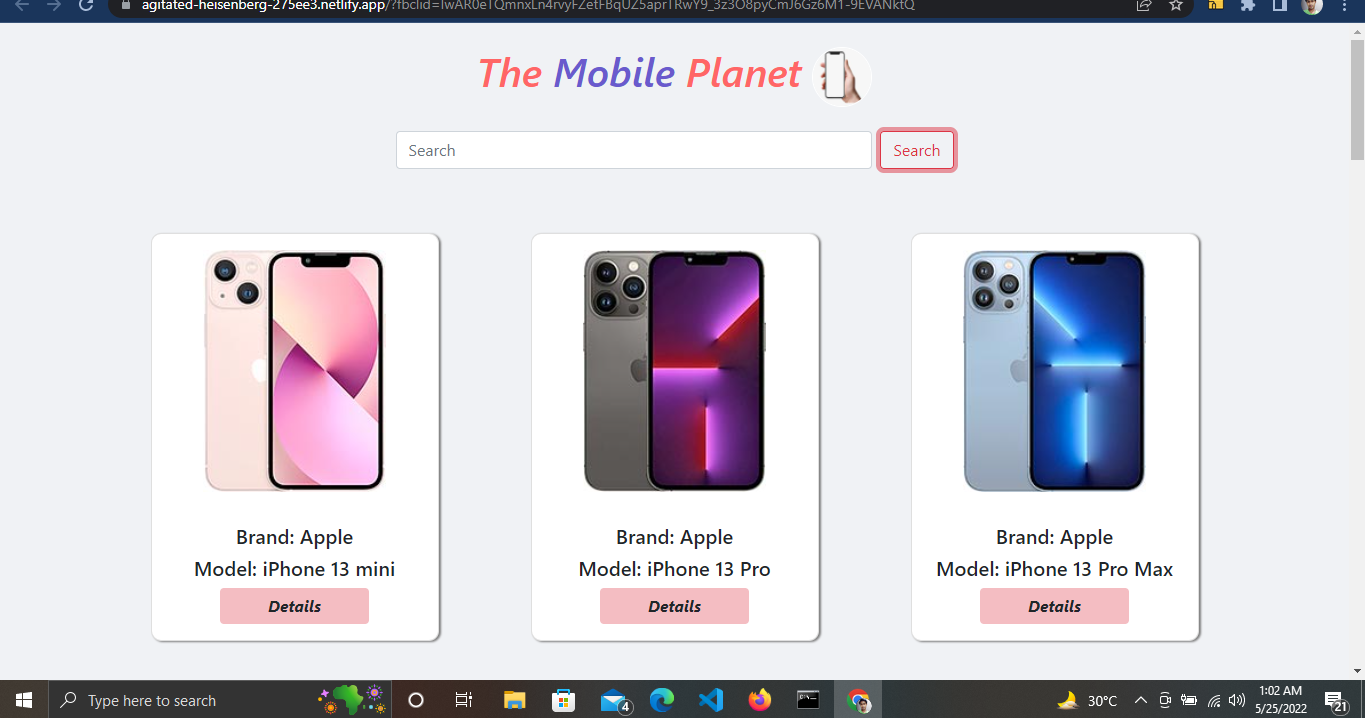 agitated-heisenberg-275ee3.netlify.app/?fbclid=IwAR0eTQmnxLn4rvyFZetFBqUZ5aprTRwY9_3z3O8pyCmJ6Gz6M1-9EVANktQ
The Mobile Planet
Search Search
Brand: Apple Brand: Apple Brand: Apple
Model: iPhone 13 mini Model: iPhone 13 Pro Model: iPhone 13 Pro Max
Details Details Details
Type here to search 4 30°C 1:02 AM 21
5/25/2022